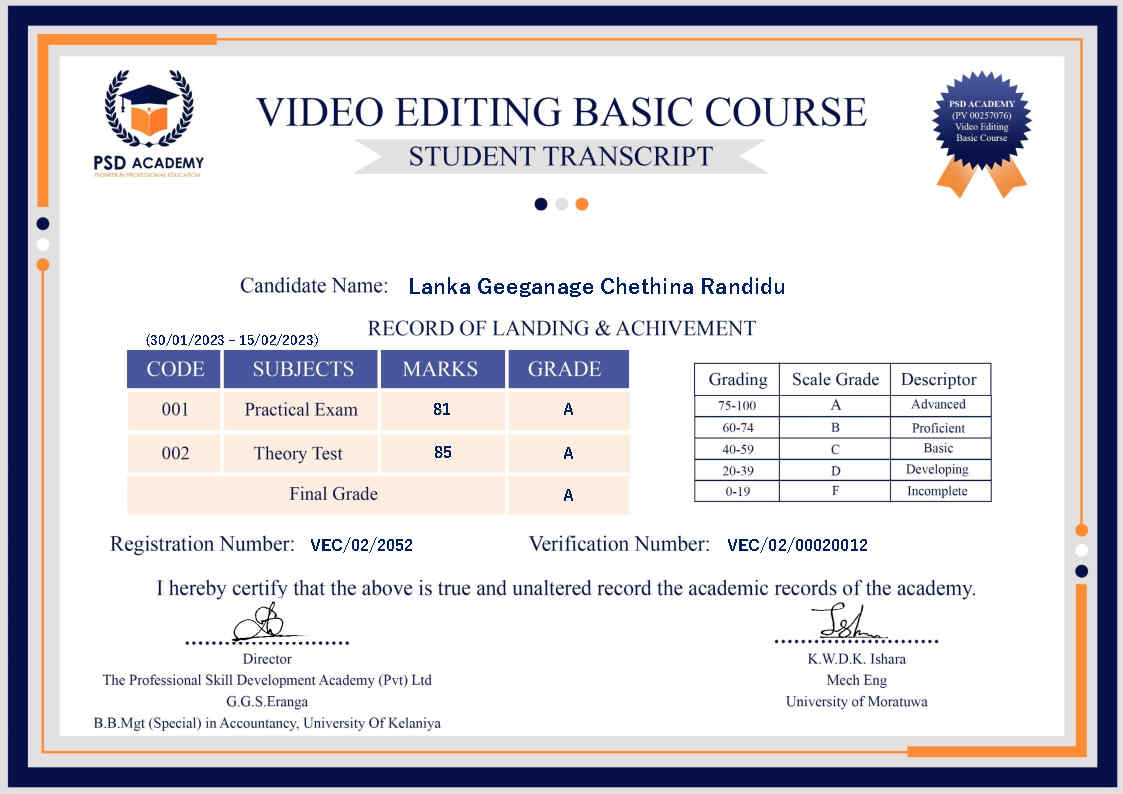 PSD ACADEMY
PIONEER IN PROFESSIONAL EDUCATION
VIDEO EDITING BASIC COURSE
STUDENT TRANSCRIPT
PSD ACADEMY
(PV 00257076)
Video Editing
Basic Course
Candidate Name: Lanka Geeganage Chethina Randidu
RECORD OF LANDING & ACHIVEMENT
(30/01/2023 – 15/02/2023)
CODE SUBJECTS MARKS GRADE
001 Practical Exam 81 A
002 Theory Test 85 A
Final Grade A
Grading Scale Grade Descriptor
75-100 A Advanced
60-74 B Proficient
40-59 C Basic
20-39 D Developing
0-19 F Incomplete
Registration Number: VEC/02/2052 Verification Number: VEC/02/00020012
I hereby certify that the above is true and unaltered record the academic records of the academy.
Director
The Professional Skill Development Academy (Pvt) Ltd
G.G.S.Eranga
B.B.Mgt (Special) in Accountancy, University Of Kelaniya
K.W.D.K. Ishara
Mech Eng
University of Moratuwa